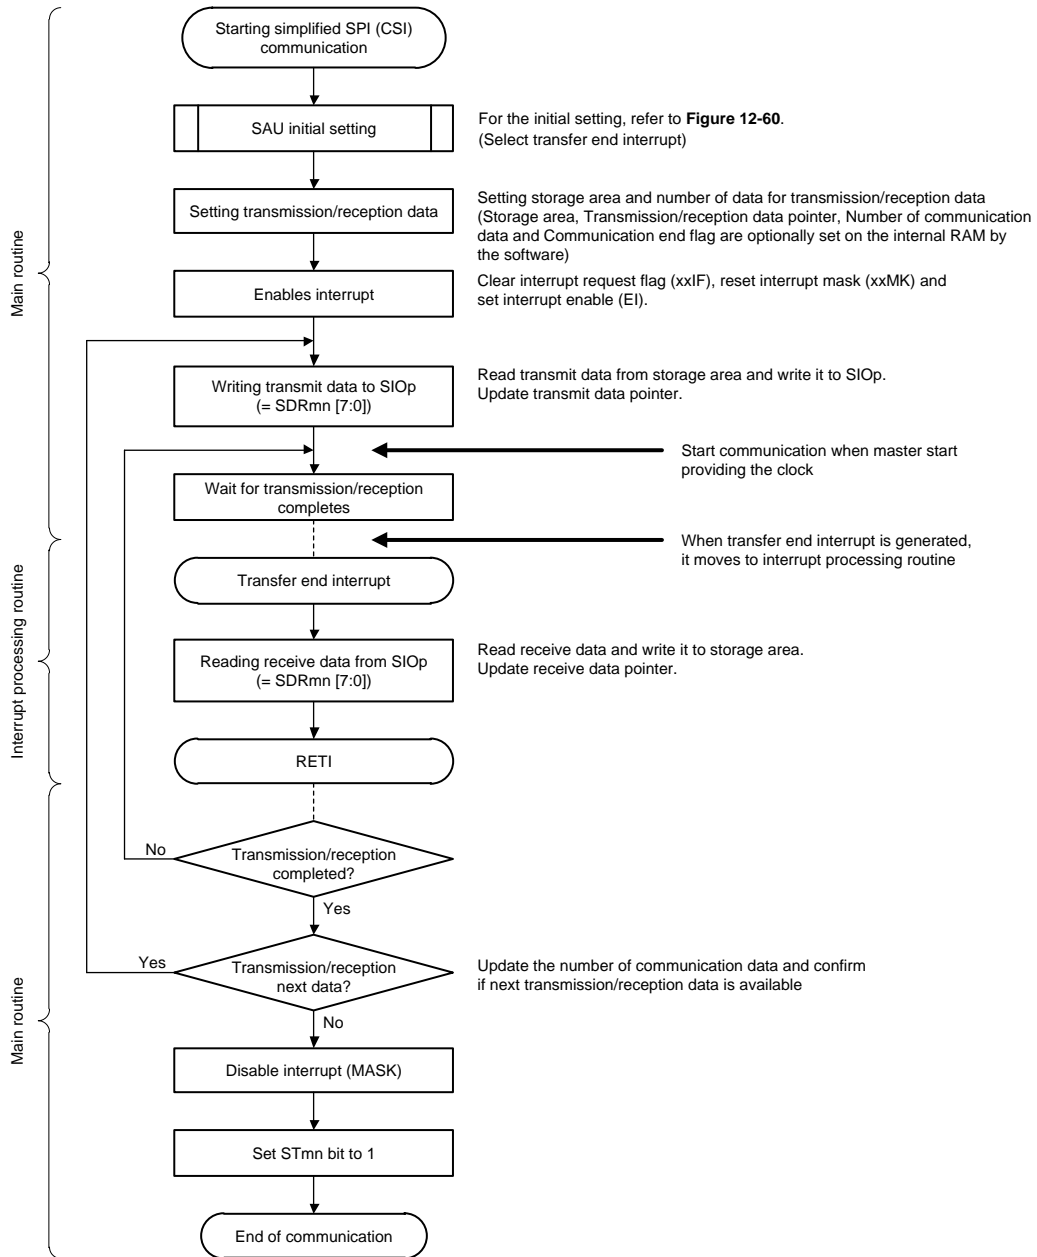 Starting simplified SPI (CSI)
communication
SAU initial setting
For the initial setting, refer to Figure 12-60.
(Select transfer end interrupt)
Setting transmission/reception data
Setting storage area and number of data for transmission/reception data
(Storage area, Transmission/reception data pointer, Number of communication
data and Communication end flag are optionally set on the internal RAM by
the software)
Main routine
Enables interrupt
Clear interrupt request flag (xxIF), reset interrupt mask (xxMK) and
set interrupt enable (EI).
Writing transmit data to SIOp
(= SDRmn [7:0])
Read transmit data from storage area and write it to SIOp.
Update transmit data pointer.
Start communication when master start
providing the clock
Wait for transmission/reception
completes
When transfer end interrupt is generated,
it moves to interrupt processing routine
Transfer end interrupt
Interrupt processing routine
Reading receive data from SIOp
(= SDRmn [7:0])
Read receive data and write it to storage area.
Update receive data pointer.
RETI
No
Transmission/reception
completed?
Yes
Yes
Transmission/reception
next data?
Update the number of communication data and confirm
if next transmission/reception data is available
No
Main routine
Disable interrupt (MASK)
Set STmn bit to 1
End of communication